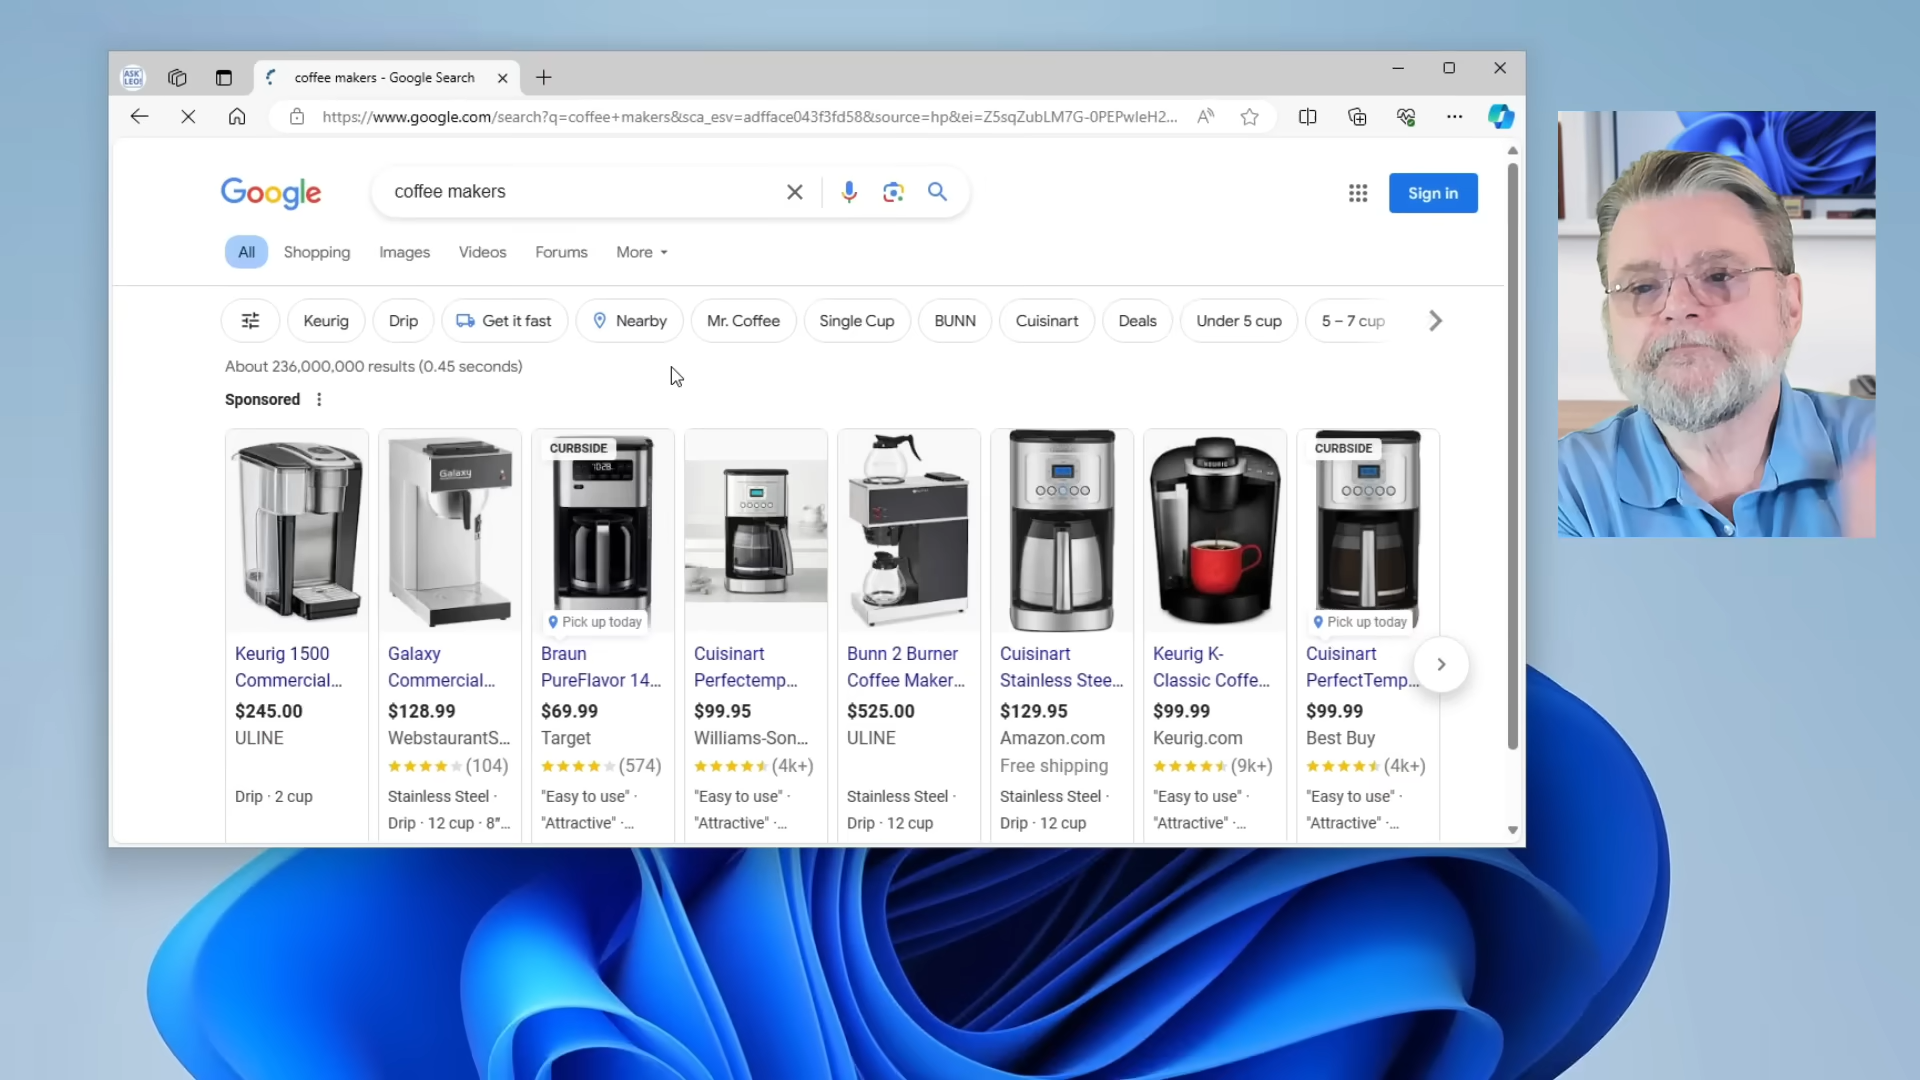 ASK LEO!
coffee makers - Google Search
https://www.google.com/search?q=coffee+makers&sca_esv=adfface043f3fd58&source=hp&ei=Z5sqZubLM7G-0PEPwIeH2...
Google
coffee makers
Sign in
All Shopping Images Videos Forums More
Keurig Drip Get it fast Nearby Mr. Coffee Single Cup BUNN Cuisinart Deals Under 5 cup 5 – 7 cup
About 236,000,000 results (0.45 seconds)
Sponsored
Galaxy
CURBSIDE
10:28
KEURIG
CURBSIDE
Pick up today
Pick up today
Keurig 1500
Commercial...
$245.00
ULINE
Drip · 2 cup
Galaxy
Commercial...
$128.99
WebstaurantS...
(104)
Stainless Steel ·
Drip · 12 cup · 8"...
Braun
PureFlavor 14...
$69.99
Target
(574)
"Easy to use" ·
"Attractive" ·...
Cuisinart
Perfectemp...
$99.95
Williams-Son...
(4k+)
"Easy to use" ·
"Attractive" ·...
Bunn 2 Burner
Coffee Maker...
$525.00
ULINE
Stainless Steel ·
Drip · 12 cup
Cuisinart
Stainless Stee...
$129.95
Amazon.com
Free shipping
Stainless Steel ·
Drip · 12 cup
Keurig K-
Classic Coffe...
$99.99
Keurig.com
(9k+)
"Easy to use" ·
"Attractive" ·...
Cuisinart
PerfectTemp...
$99.99
Best Buy
(4k+)
"Easy to use" ·
"Attractive" ·...